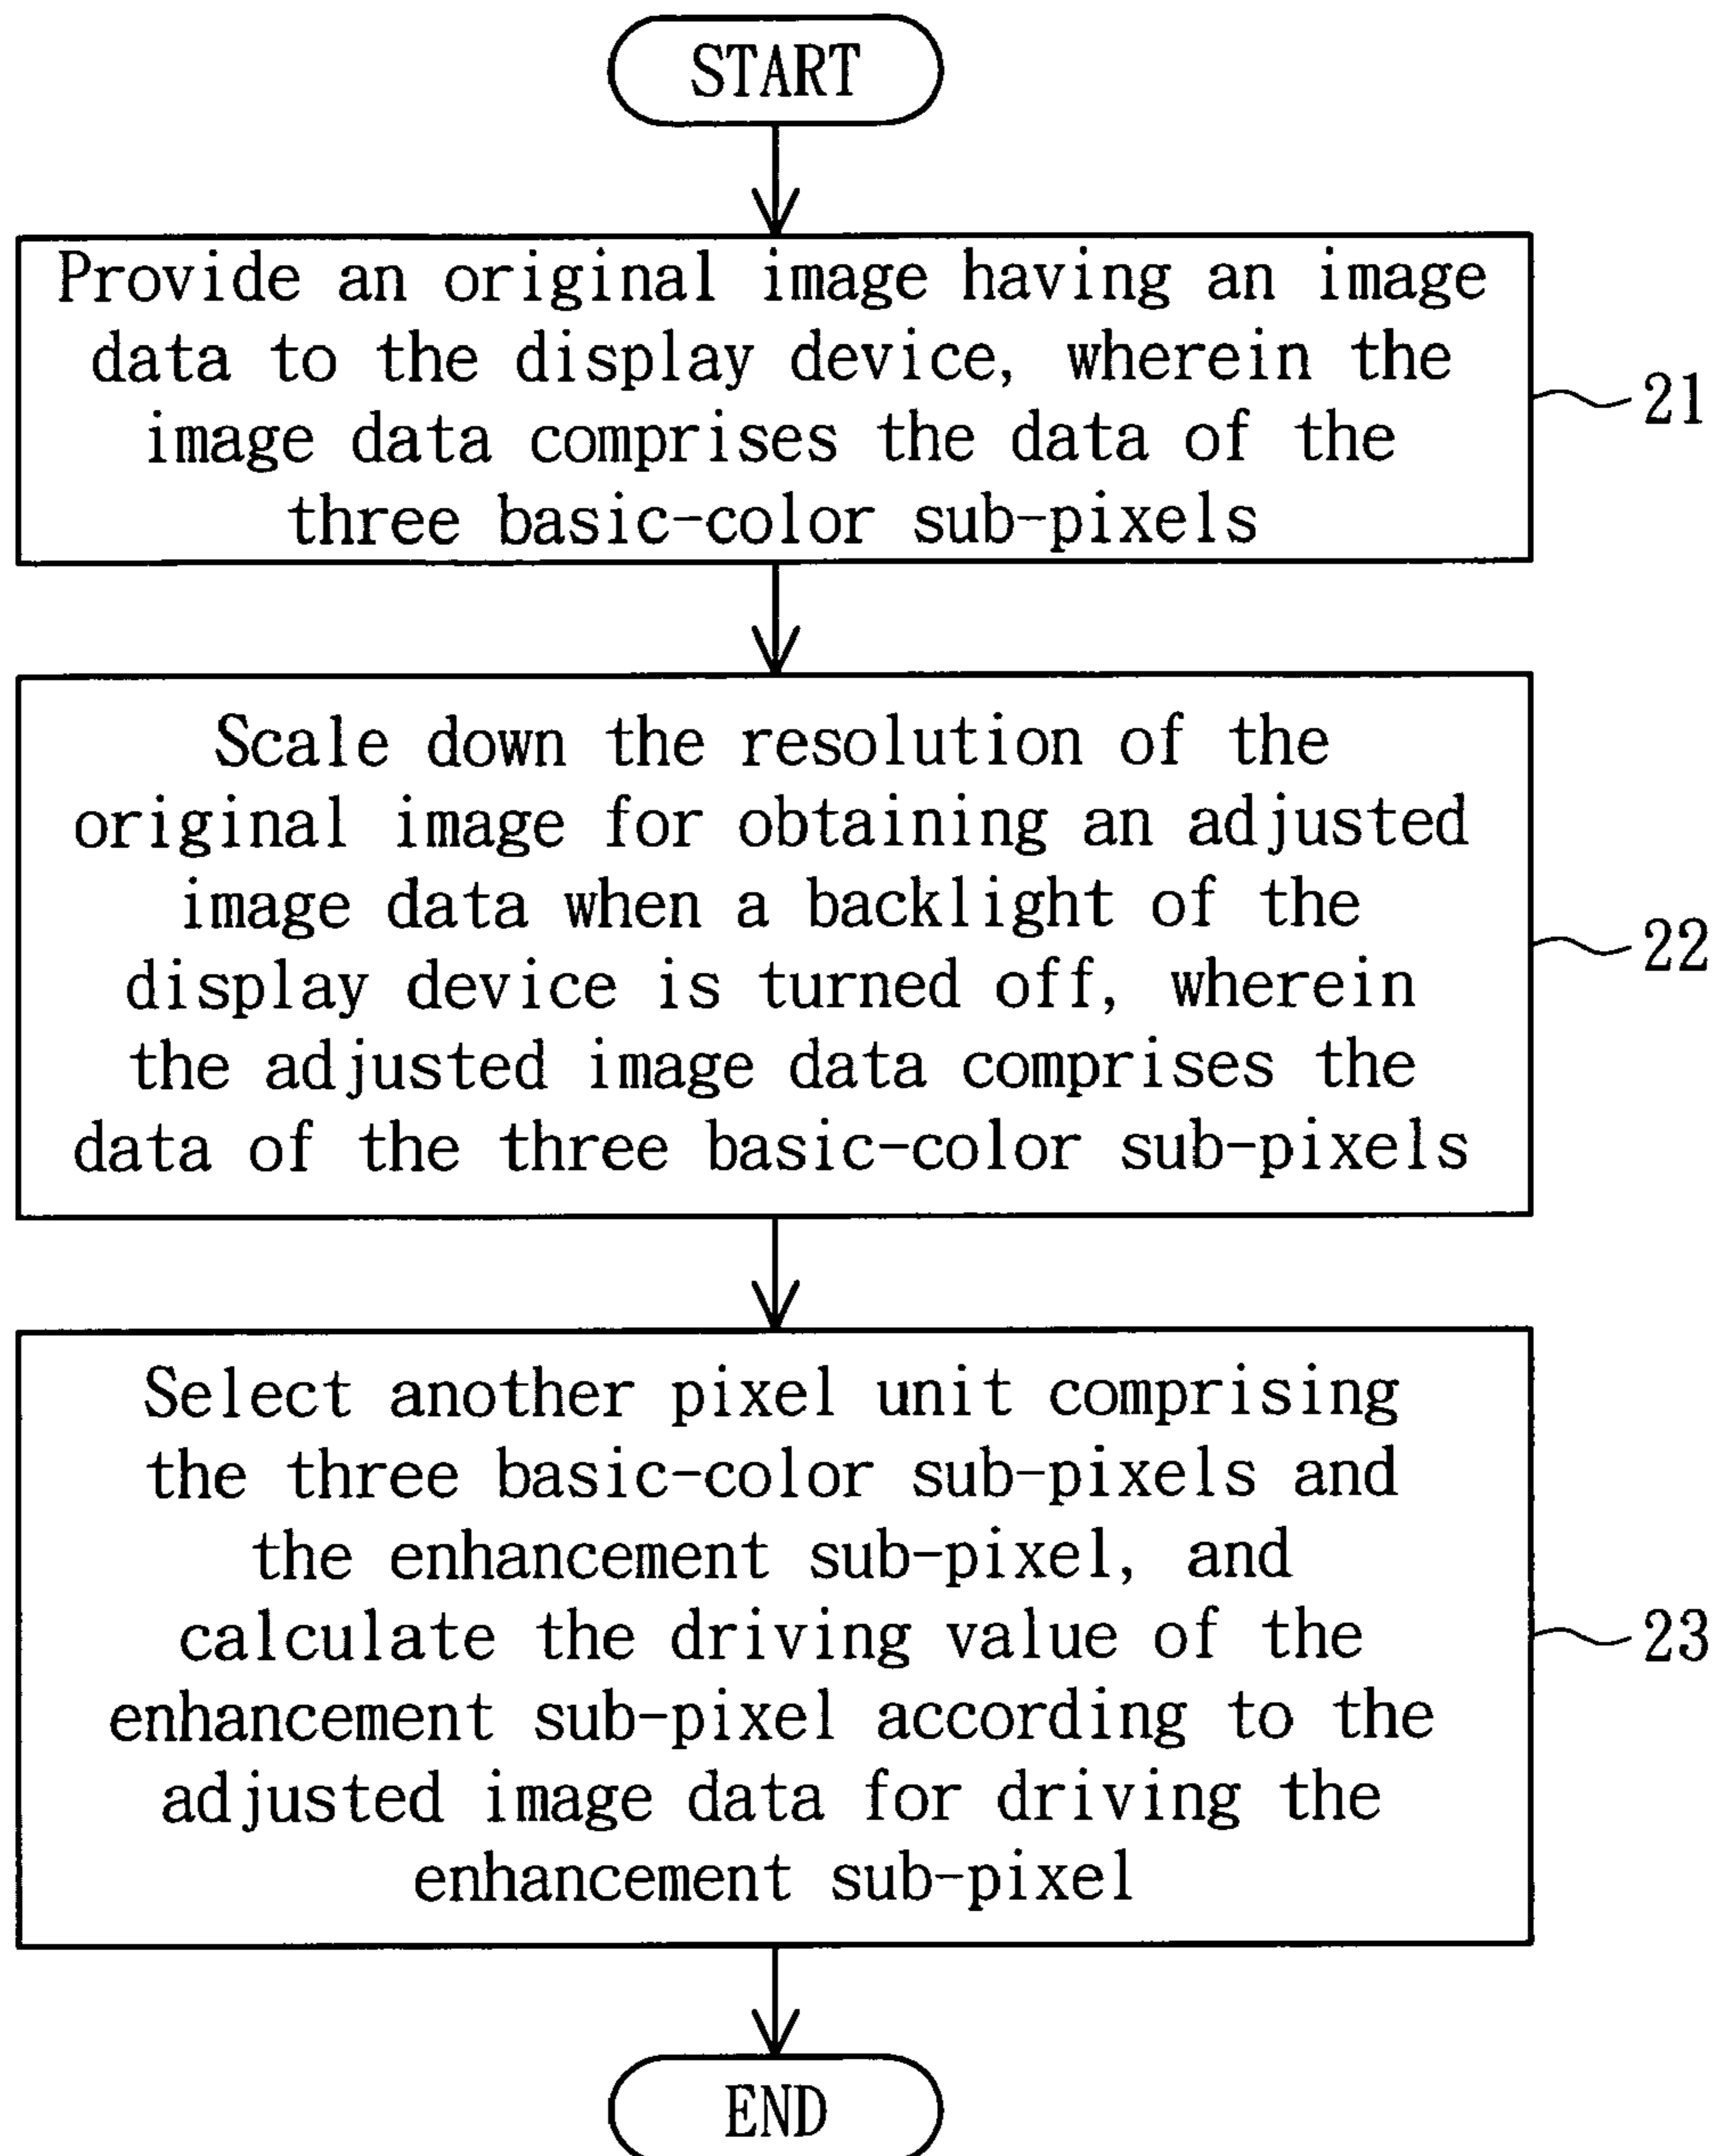 START
Provide an original image having an image
data to the display device, wherein the
image data comprises the data of the
three basic-color sub-pixels
21
Scale down the resolution of the
original image for obtaining an adjusted
image data when a backlight of the
display device is turned off, wherein
the adjusted image data comprises the
data of the three basic-color sub-pixels
22
Select another pixel unit comprising
the three basic-color sub-pixels and
the enhancement sub-pixel, and
calculate the driving value of the
enhancement sub-pixel according to the
adjusted image data for driving the
enhancement sub-pixel
23
END